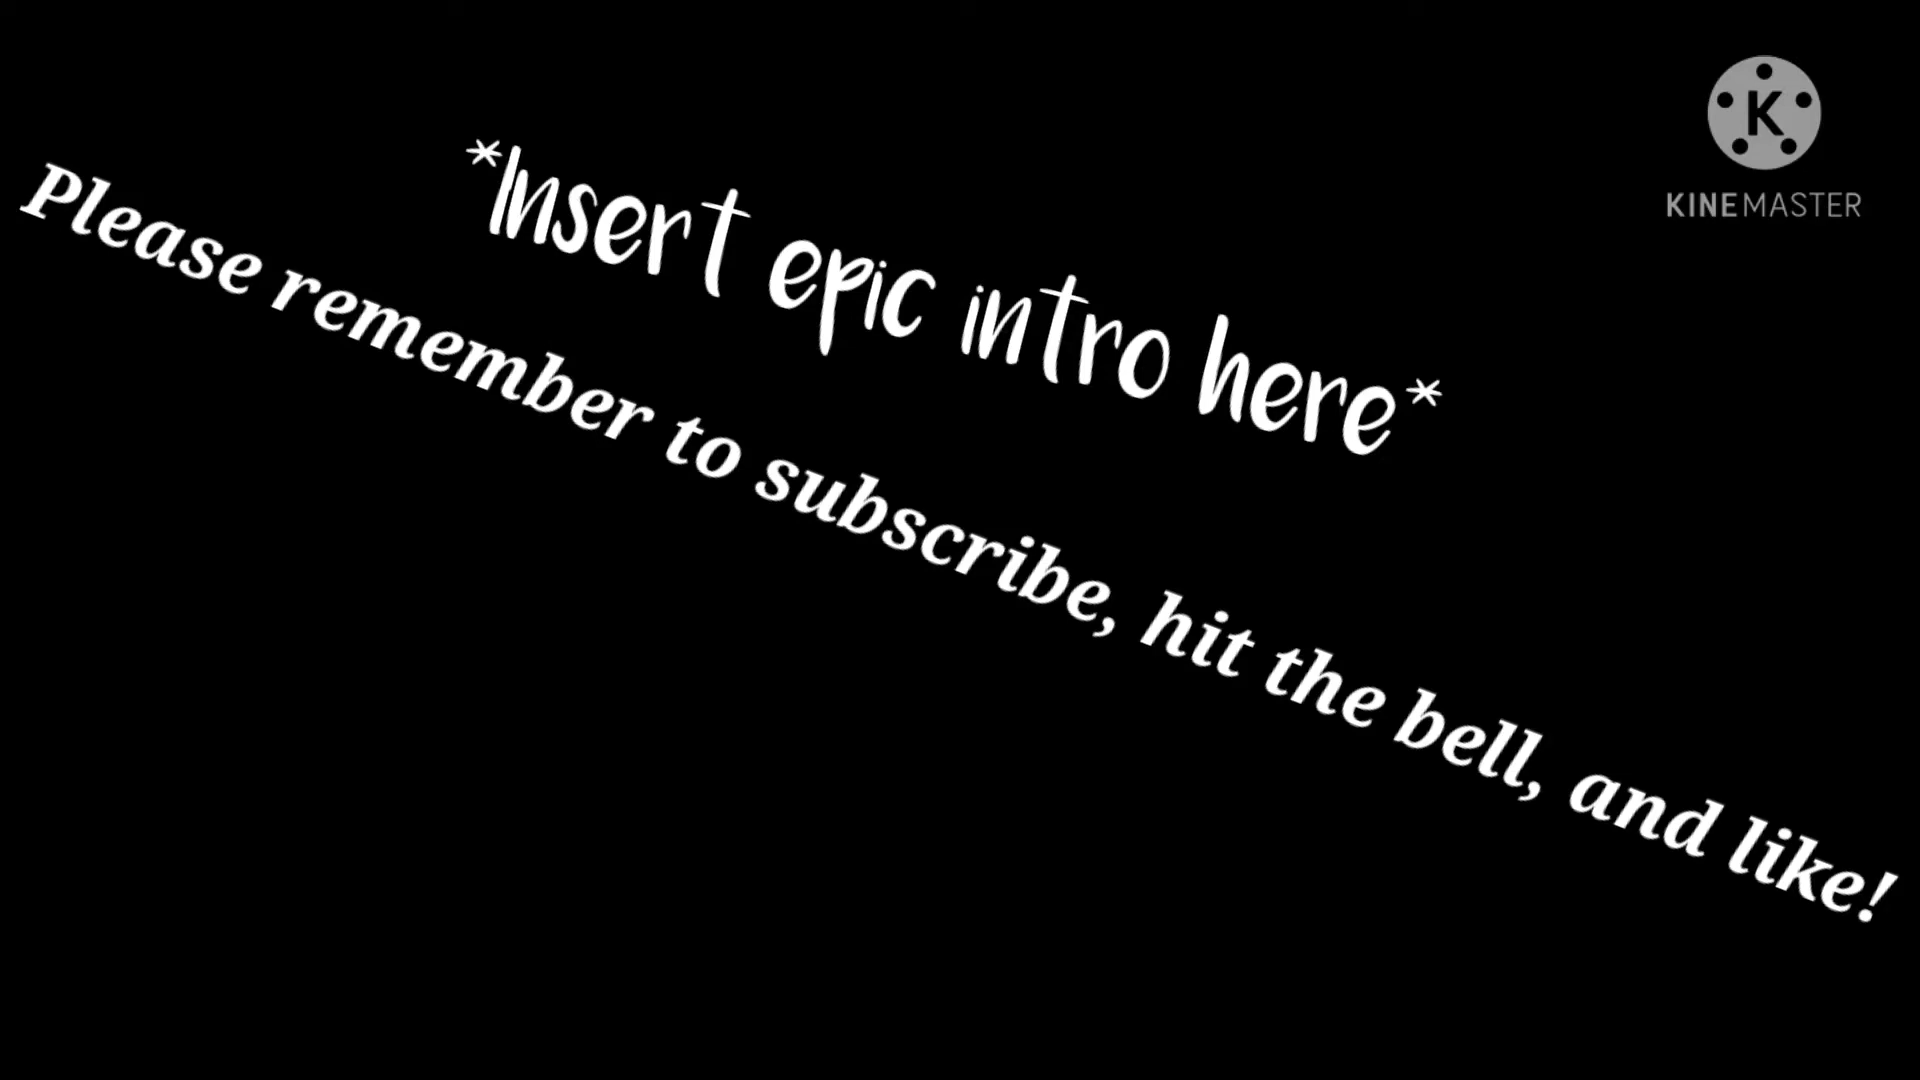 *Insert epic intro here*
Please remember to subscribe, hit the bell, and like!
K
KINEMASTER